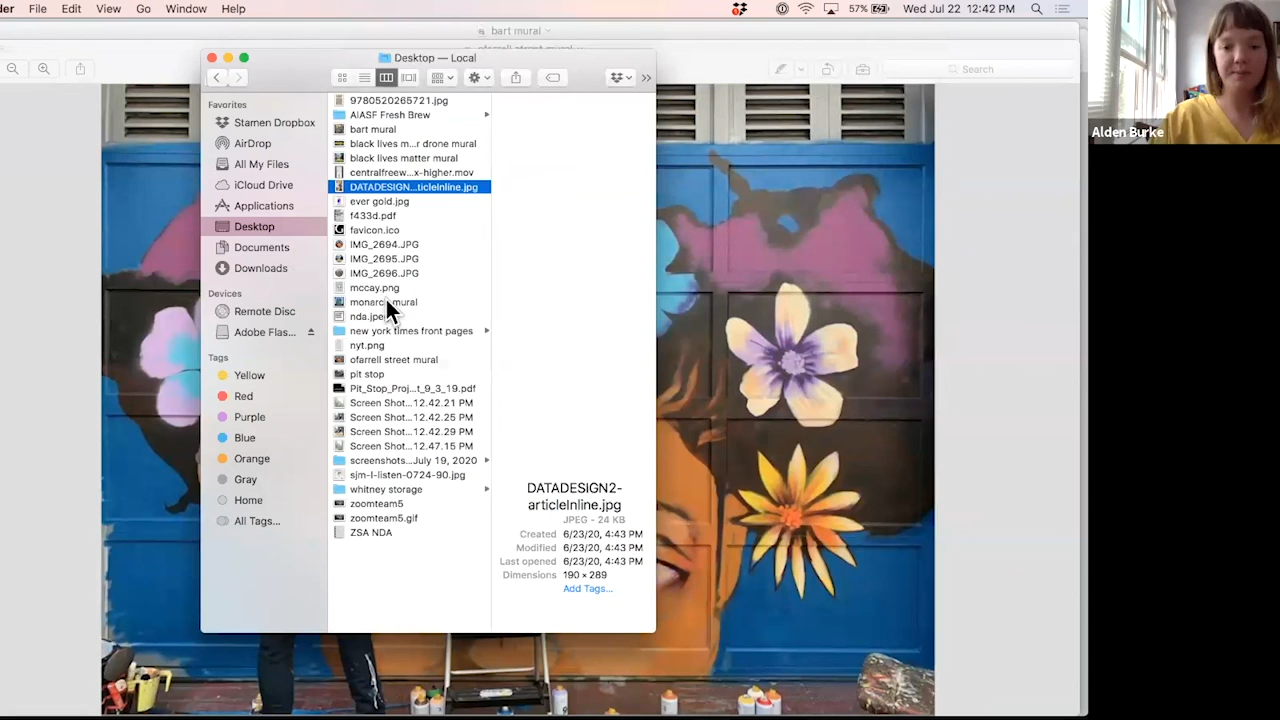 der File Edit View Go Window Help 57% Wed Jul 22 12:42 PM
bart mural
ofarrell street mural
Search
Desktop — Local
Alden Burke
Favorites
Stamen Dropbox
AirDrop
All My Files
iCloud Drive
Applications
Desktop
Documents
Downloads
Devices
Remote Disc
Adobe Flas...
Tags
Yellow
Red
Purple
Blue
Orange
Gray
Home
All Tags...
9780520265721.jpg
AIASF Fresh Brew
bart mural
black lives m...r drone mural
black lives matter mural
centralfreew...x-higher.mov
DATADESIGN...ticleInline.jpg
ever gold.jpg
f433d.pdf
favicon.ico
IMG_2694.JPG
IMG_2695.JPG
IMG_2696.JPG
mccay.png
monarch mural
nda.jpeg
new york times front pages
nyt.png
ofarrell street mural
pit stop
Pit_Stop_Proj...t_9_3_19.pdf
Screen Shot...12.42.21 PM
Screen Shot...12.42.25 PM
Screen Shot...12.42.29 PM
Screen Shot...12.47.15 PM
screenshots...July 19, 2020
sjm-l-listen-0724-90.jpg
whitney storage
zoomteam5
zoomteam5.gif
ZSA NDA
DATADESIGN2-
articleInline.jpg
JPEG - 24 KB
Created 6/23/20, 4:43 PM
Modified 6/23/20, 4:43 PM
Last opened 6/23/20, 4:43 PM
Dimensions 190 × 289
Add Tags...